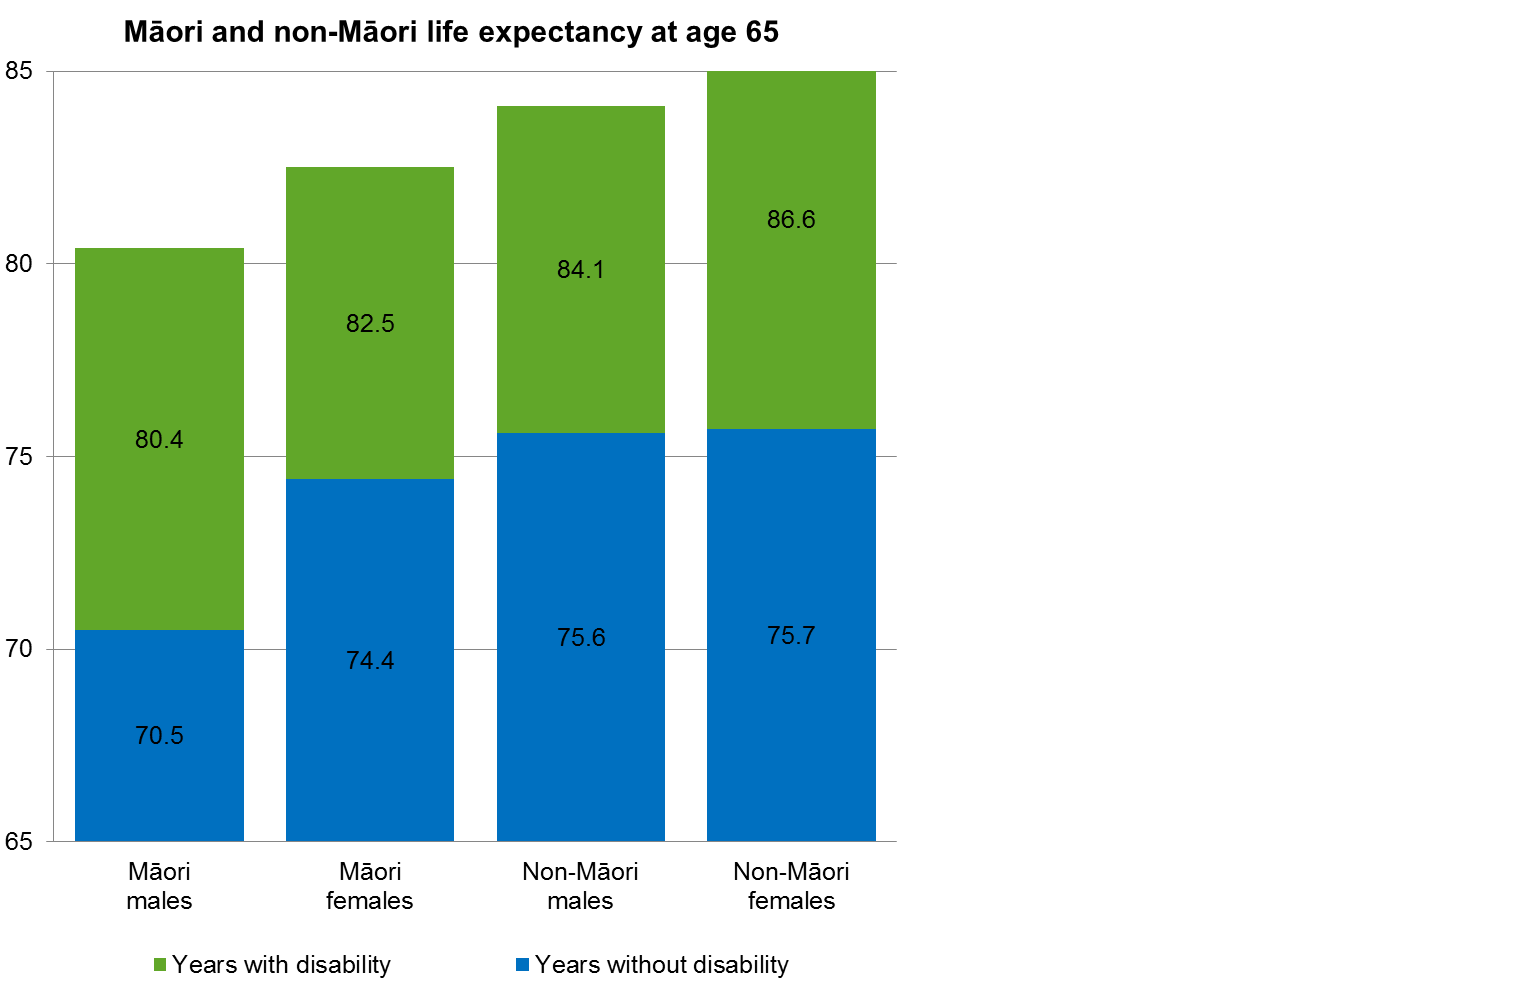 Māori and non-Māori life expectancy at age 65
85
80
75
70
65
80.4
82.5
84.1
86.6
70.5
74.4
75.6
75.7
Māori
males
Māori
females
Non-Māori
males
Non-Māori
females
Years with disability
Years without disability